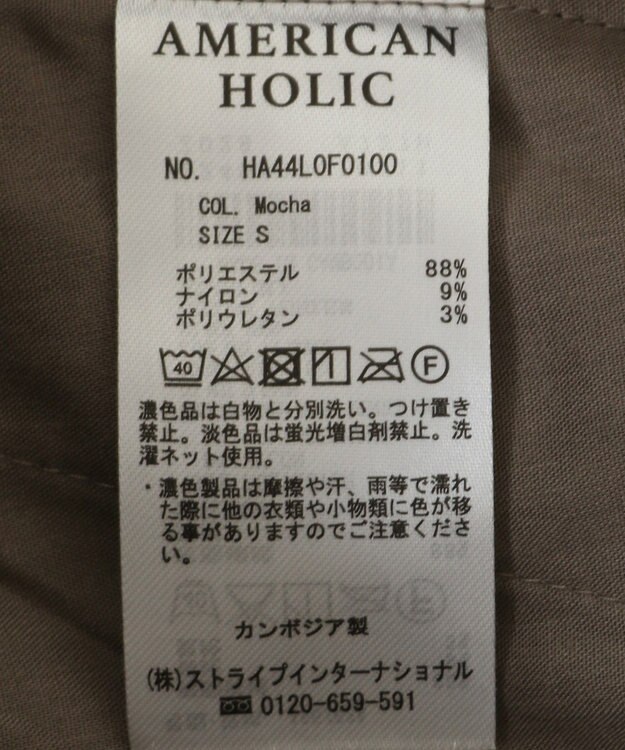 AMERICAN
HOLIC
NO. HA44L0F0100
COL. Mocha
SIZE S
ポリエステル 88%
ナイロン 9%
ポリウレタン 3%
40 F
濃色品は白物と分別洗い。つけ置き
禁止。淡色品は蛍光増白剤禁止。洗
濯ネット使用。
・濃色製品は摩擦や汗、雨等で濡れ
た際に他の衣類や小物類に色が移
る事がありますのでご注意くださ
い。
カンボジア製
(株)ストライプインターナショナル
0120-659-591